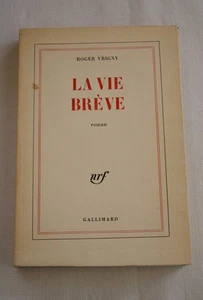 ROGER VRIGNY
LA VIE
BRÈVE
roman
nrf
GALLIMARD